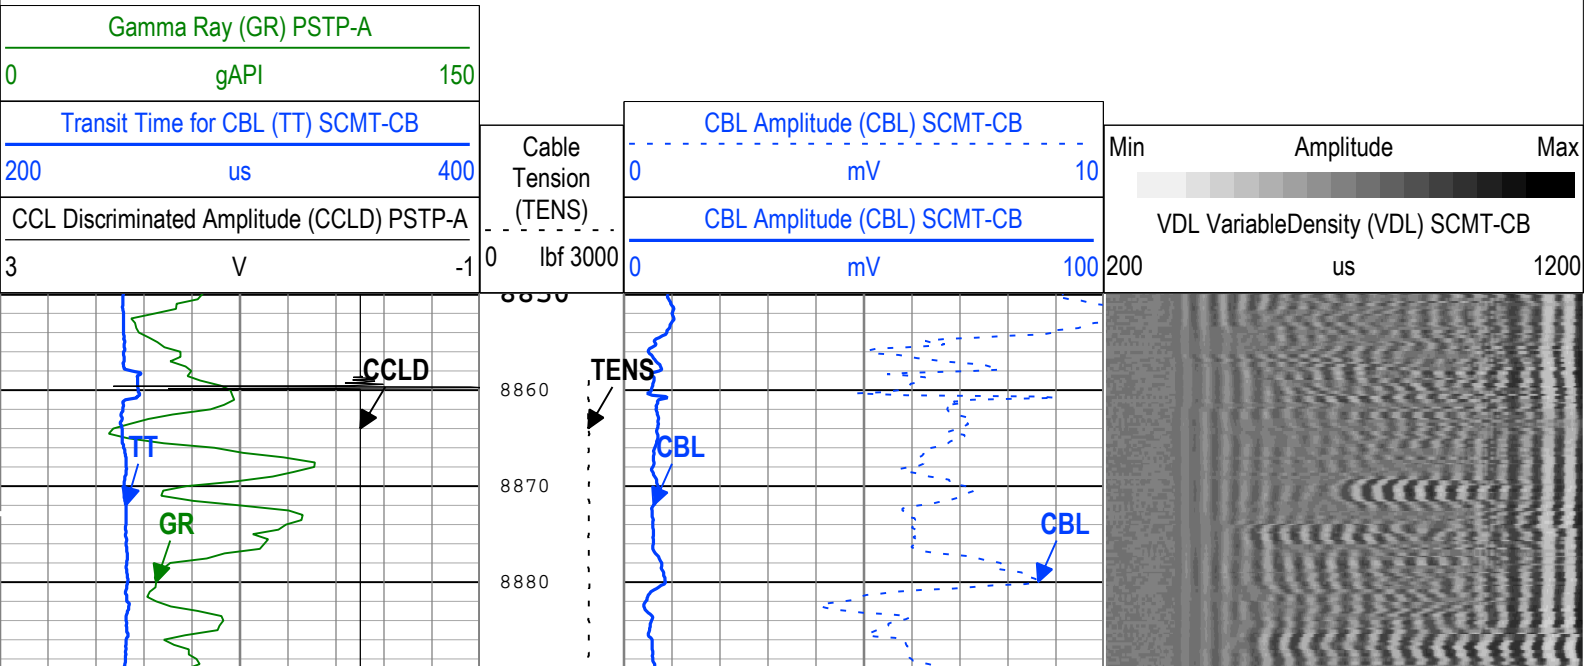 Gamma Ray (GR) PSTP-A
0 gAPI 150
Transit Time for CBL (TT) SCMT-CB
200 us 400
CCL Discriminated Amplitude (CCLD) PSTP-A
3 V -1
Cable
Tension
(TENS)
0 lbf 3000
CBL Amplitude (CBL) SCMT-CB
0 mV 10
CBL Amplitude (CBL) SCMT-CB
0 mV 100
Min Amplitude Max
VDL VariableDensity (VDL) SCMT-CB
200 us 1200
8850
CCLD
TENS
8860
TT
CBL
8870
GR
CBL
8880